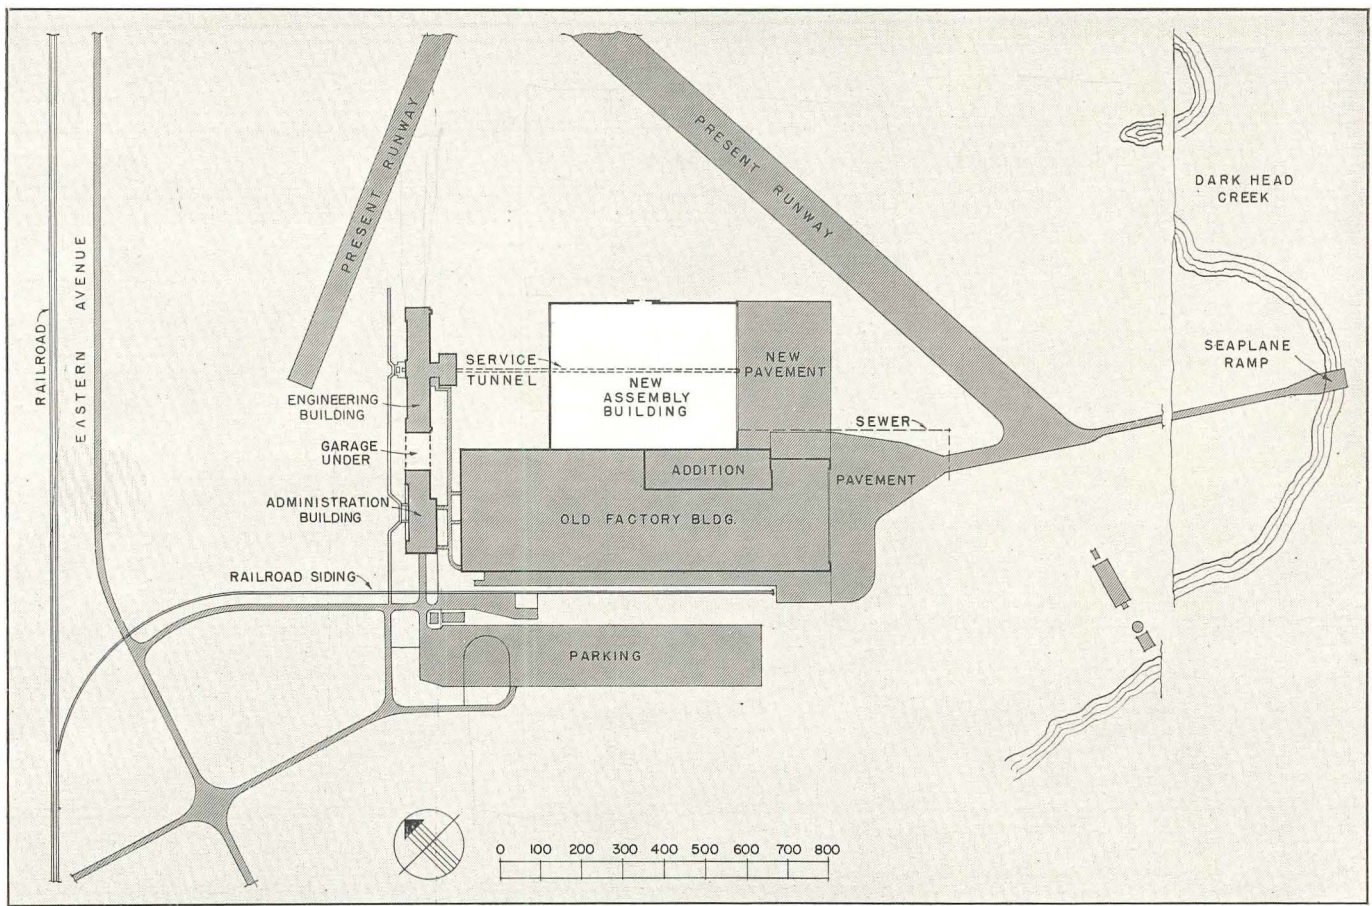 PRESENT RUNWAY
PRESENT RUNWAY
DARK HEAD
CREEK
RAILROAD
EASTERN AVENUE
SEAPLANE
RAMP
SERVICE
TUNNEL
NEW
ASSEMBLY
BUILDING
NEW
PAVEMENT
ENGINEERING
BUILDING
GARAGE
UNDER
SEWER
ADDITION
PAVEMENT
ADMINISTRATION
BUILDING
OLD FACTORY BLDG.
RAILROAD SIDING
PARKING
0 100 200 300 400 500 600 700 800